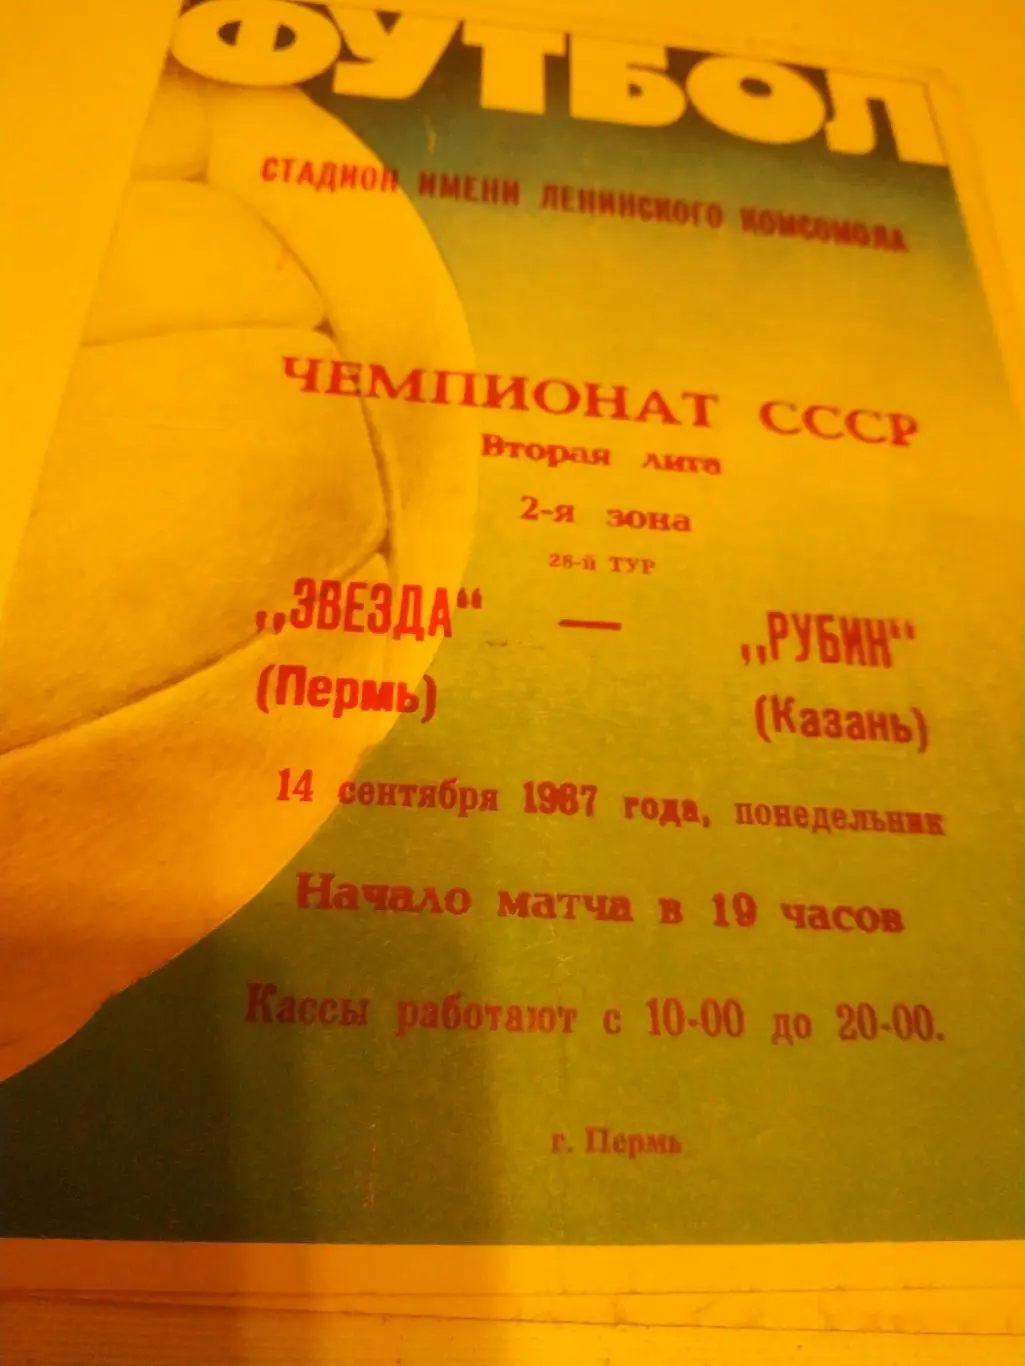 ФУТБОЛ
СТАДИОН ИМЕНИ ЛЕНИНСКОГО КОМСОМОЛА
ЧЕМПИОНАТ СССР
Вторая лига
2-я зона
28-й ТУР
„ЗВЕЗДА“ — „РУБИН“
(Пермь) (Казань)
14 сентября 1987 года, понедельник
Начало матча в 19 часов
Кассы работают с 10-00 до 20-00.
г. Пермь